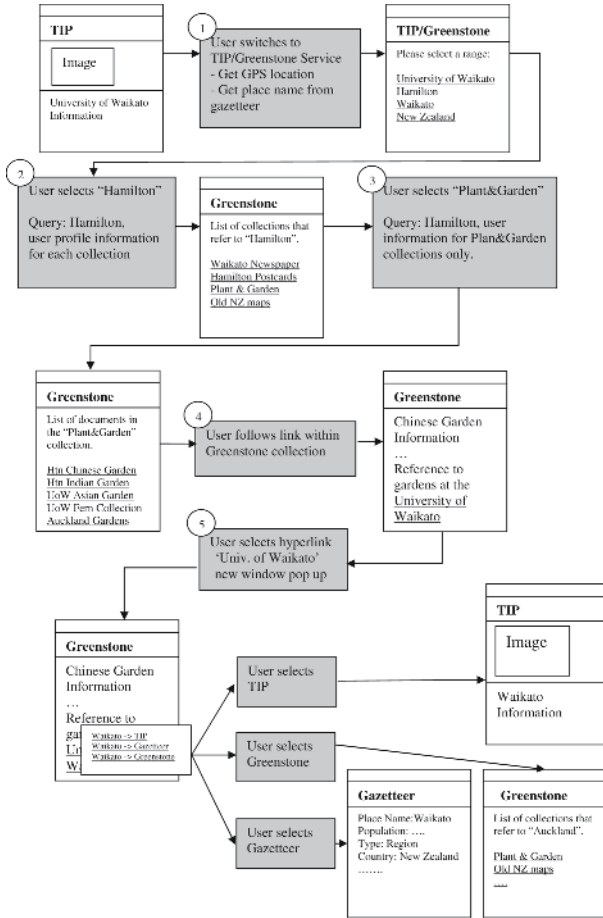 TIP
Image
University of Waikato
Information
1
User switches to
TIP/Greenstone Service
- Get GPS location
- Get place name from
gazetteer
TIP/Greenstone
Please select a range:
University of Waikato
Hamilton
Waikato
New Zealand
2
User selects “Hamilton”
Query: Hamilton,
user profile information
for each collection
Greenstone
List of collections that
refer to “Hamilton”.
Waikato Newspaper
Hamilton Postcards
Plant & Garden
Old NZ maps
3
User selects “Plant&Garden”
Query: Hamilton, user
information for Plan&Garden
collections only.
Greenstone
List of documents in
the “Plant&Garden”
collection.
Htn Chinese Garden
Htn Indian Garden
UoW Asian Garden
UoW Fern Collection
Auckland Gardens
4
User follows link within
Greenstone collection
Greenstone
Chinese Garden
Information
…
Reference to
gardens at the
University of
Waikato
5
User selects hyperlink
‘Univ. of Waikato’
new window pop up
Greenstone
Chinese Garden
Information
…
Reference to
gar
Un
Wa
Waikato -> TIP
Waikato -> Gazetteer
Waikato -> Greenstone
User selects
TIP
TIP
Image
Waikato
Information
User selects
Greenstone
User selects
Gazetteer
Gazetteer
Place Name:Waikato
Population: ….
Type: Region
Country: New Zealand
…….
Greenstone
List of collections that
refer to “Auckland”.
Plant & Garden
Old NZ maps
....